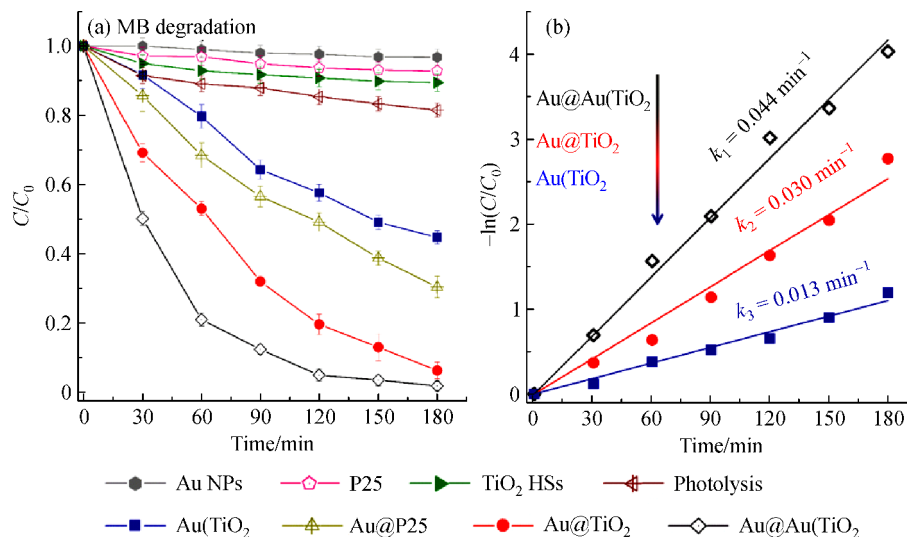 (a) MB degradation
1.0
0.8
0.6
0.4
0.2
0
C/C₀
0 30 60 90 120 150 180
Time/min
(b)
4
3
2
1
0
−ln(C/C₀)
Au@Au(TiO₂
Au@TiO₂
Au(TiO₂
k₁ = 0.044 min⁻¹
k₂ = 0.030 min⁻¹
k₃ = 0.013 min⁻¹
0 30 60 90 120 150 180
Time/min
Au NPs P25 TiO₂ HSs Photolysis
Au(TiO₂ Au@P25 Au@TiO₂ Au@Au(TiO₂